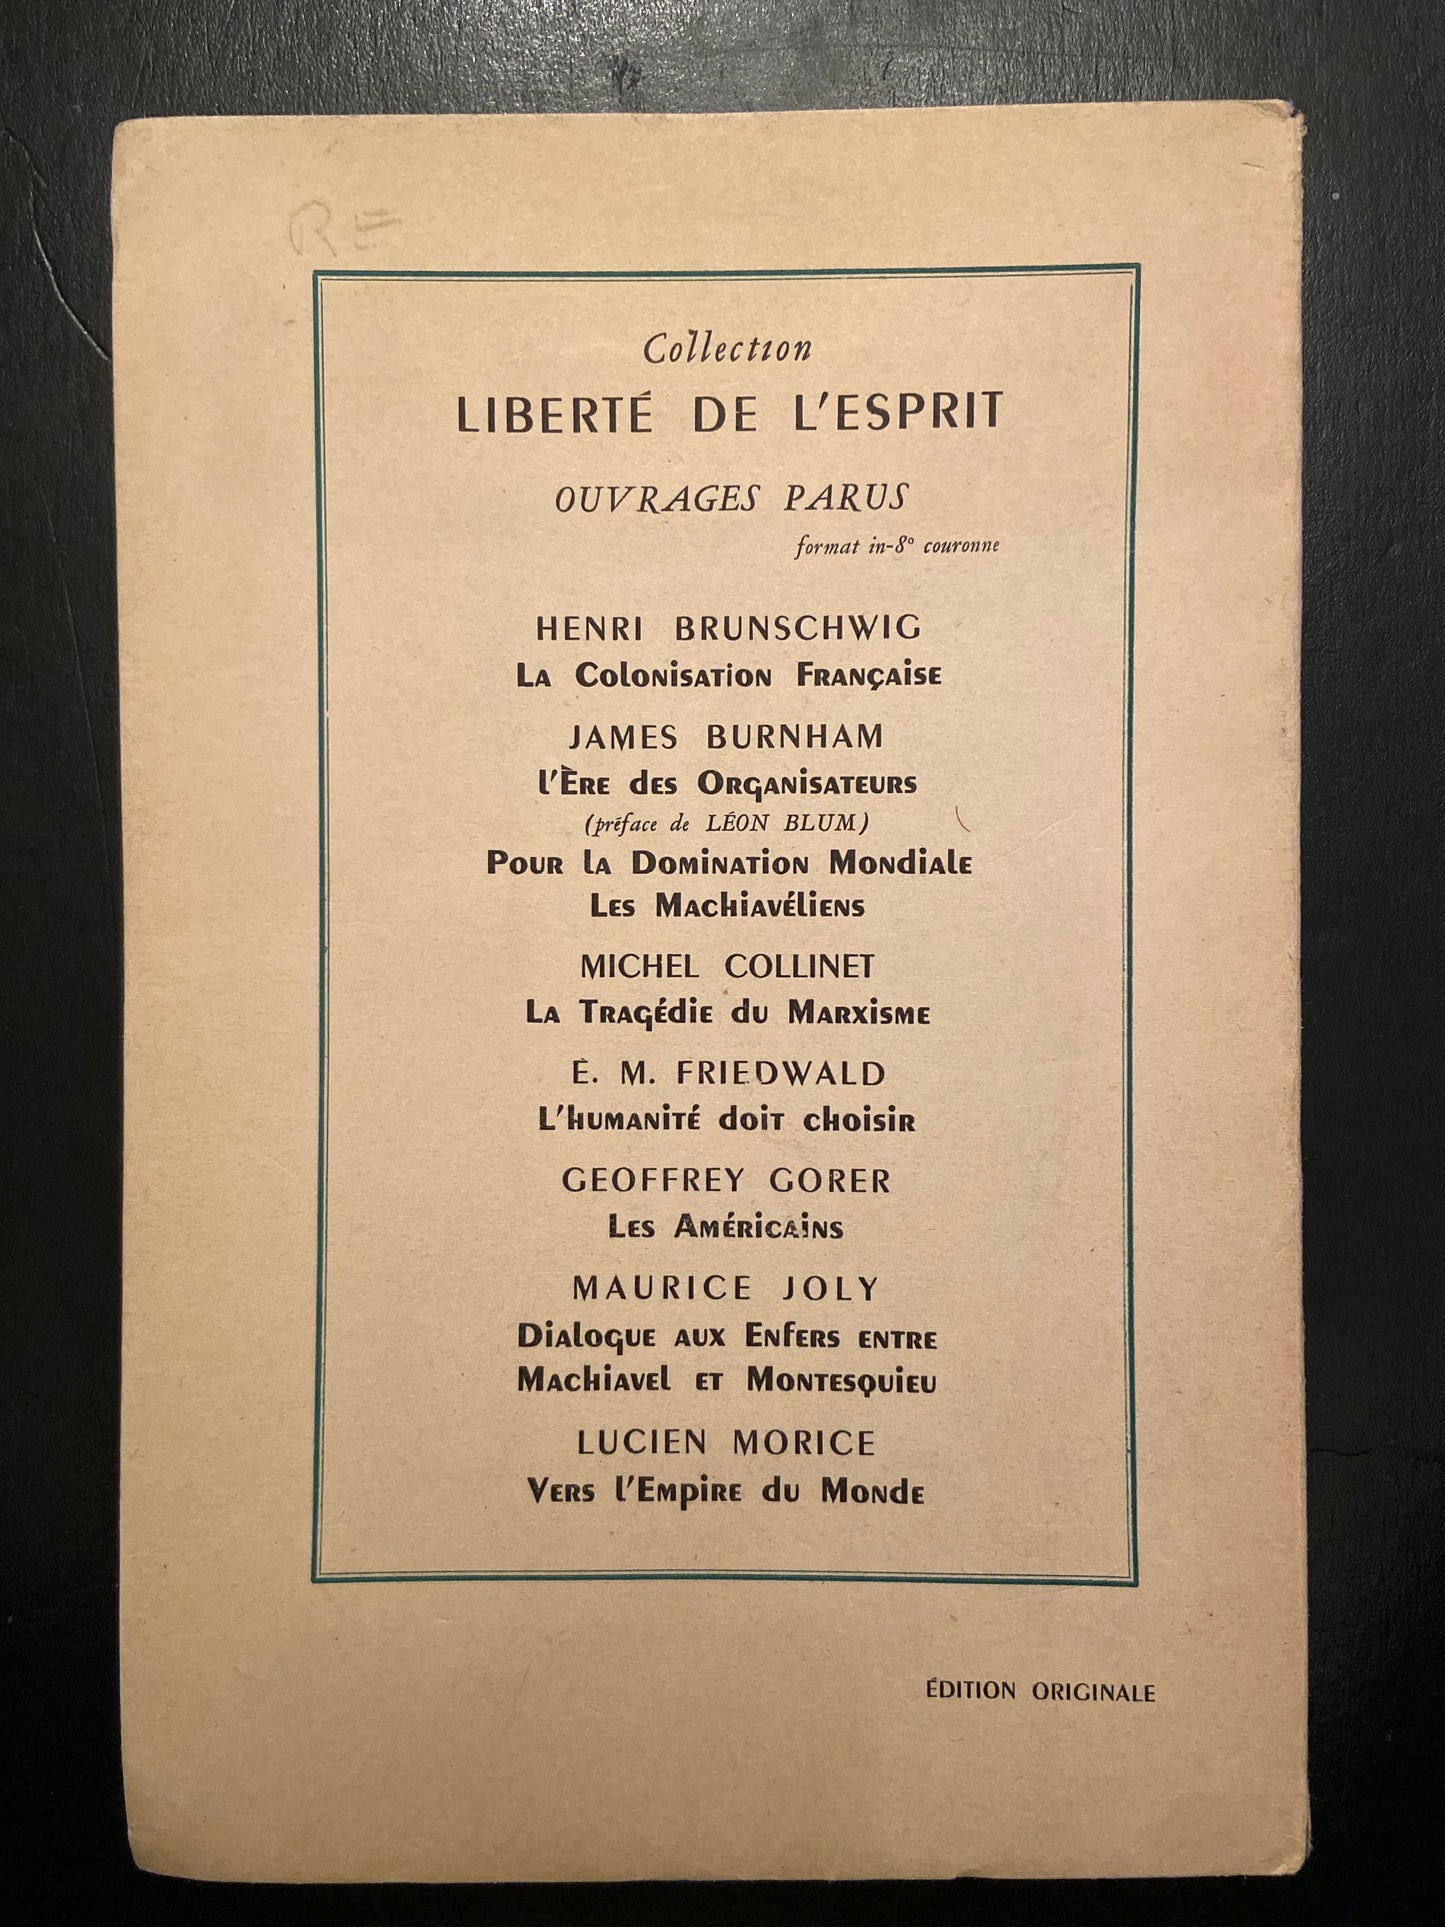 RF
Collection
LIBERTÉ DE L'ESPRIT
OUVRAGES PARUS
format in-8º couronne
HENRI BRUNSCHWIG
La Colonisation Française
JAMES BURNHAM
l'Ère des Organisateurs
(préface de LÉON BLUM)
Pour la Domination Mondiale
Les Machiavéliens
MICHEL COLLINET
La Tragédie du Marxisme
E. M. FRIEDWALD
L'humanité doit choisir
GEOFFREY GORER
Les Américains
MAURICE JOLY
Dialogue aux Enfers entre
Machiavel et Montesquieu
LUCIEN MORICE
Vers l'Empire du Monde
ÉDITION ORIGINALE